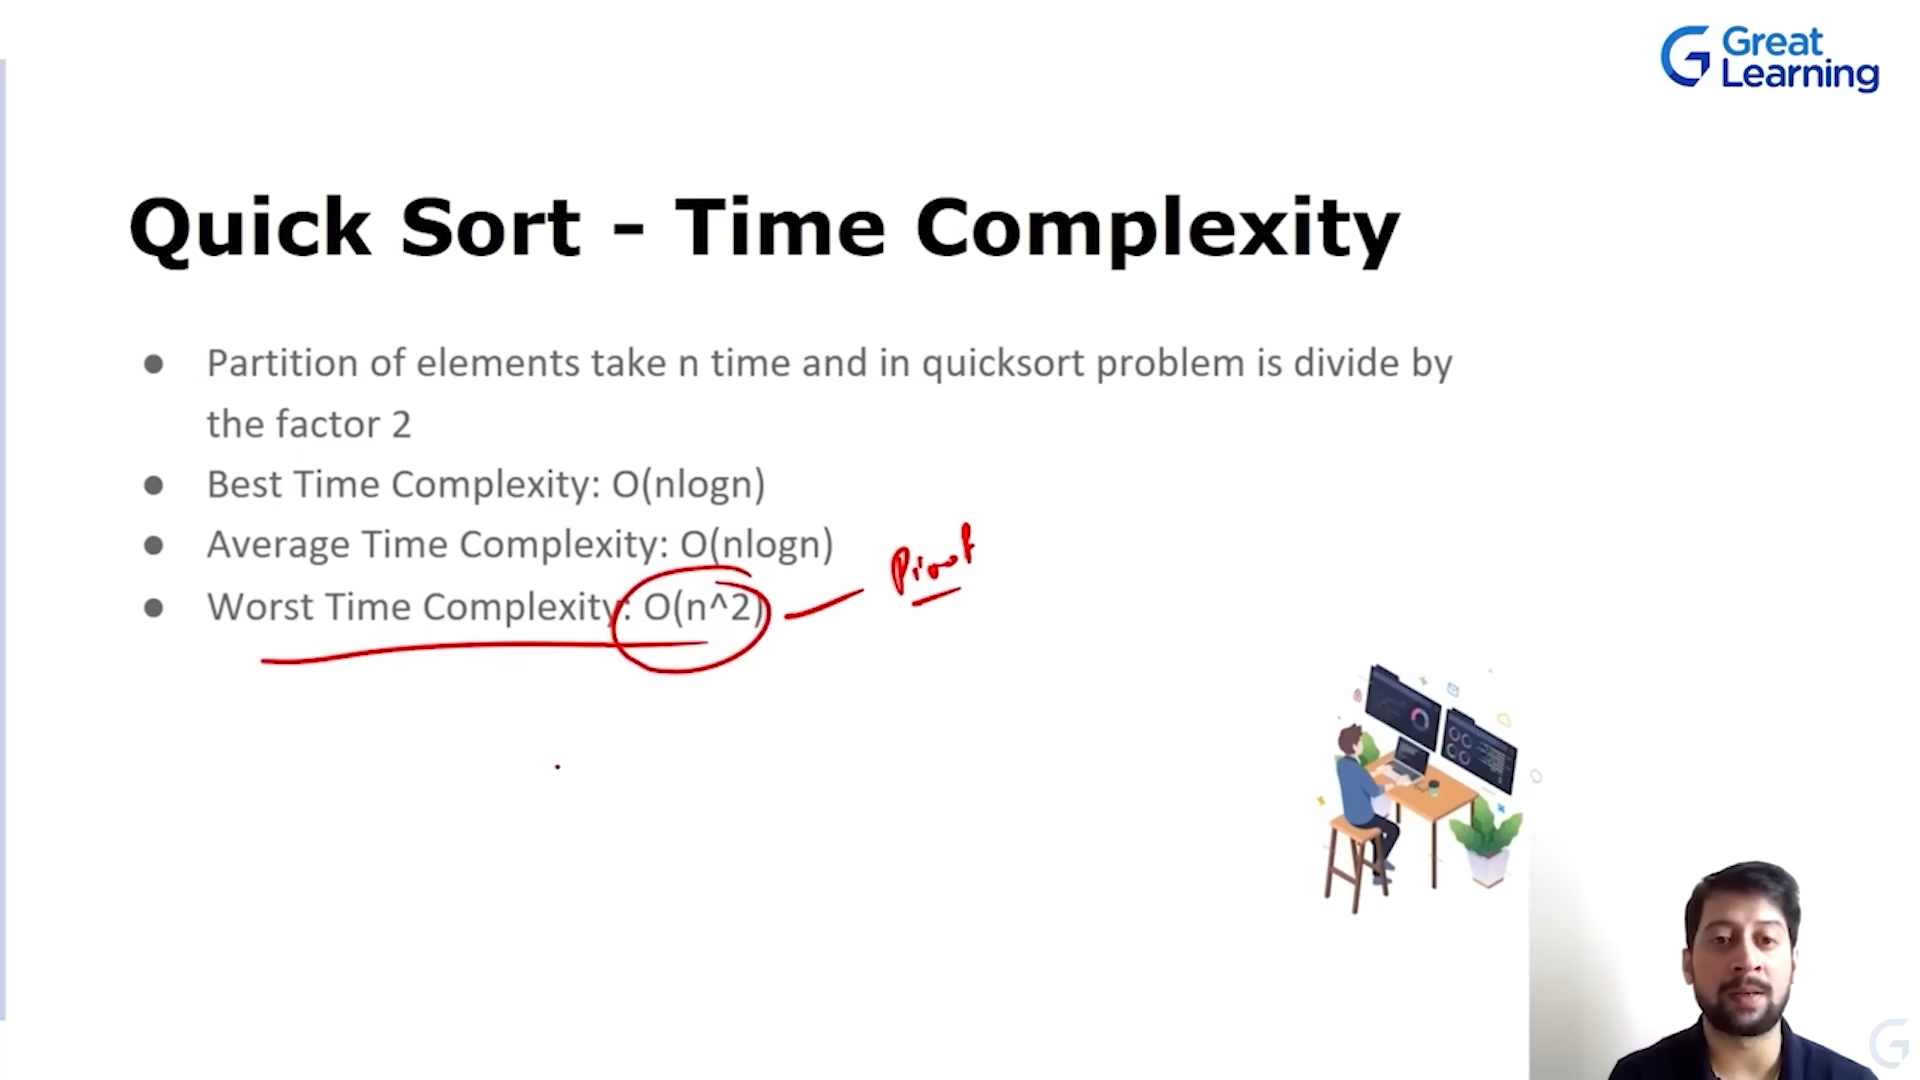 Great
Learning
Quick Sort - Time Complexity
● Partition of elements take n time and in quicksort problem is divide by
the factor 2
● Best Time Complexity: O(nlogn)
● Average Time Complexity: O(nlogn)
Pivot
● Worst Time Complexity: O(n^2)